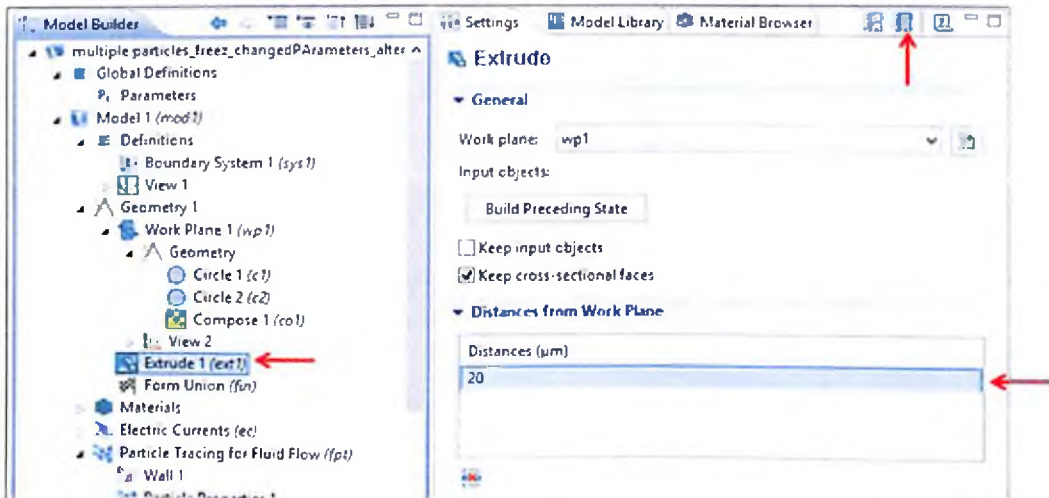 Model Builder
multiple particles_freez_changedPArameters_alter
Global Definitions
Pi Parameters
Model 1 (mod1)
Definitions
Boundary System 1 (sys1)
View 1
Geometry 1
Work Plane 1 (wp1)
Geometry
Circle 1 (c1)
Circle 2 (c2)
Compose 1 (co1)
View 2
Extrude 1 (ext1)
Form Union (fin)
Materials
Electric Currents (ec)
Particle Tracing for Fluid Flow (fpt)
Wall 1
Particle Properties 1
Settings Model Library Material Browser
Extrude
General
Work plane: wp1
Input objects:
Build Preceding State
Keep input objects
Keep cross-sectional faces
Distances from Work Plane
Distances (µm)
20